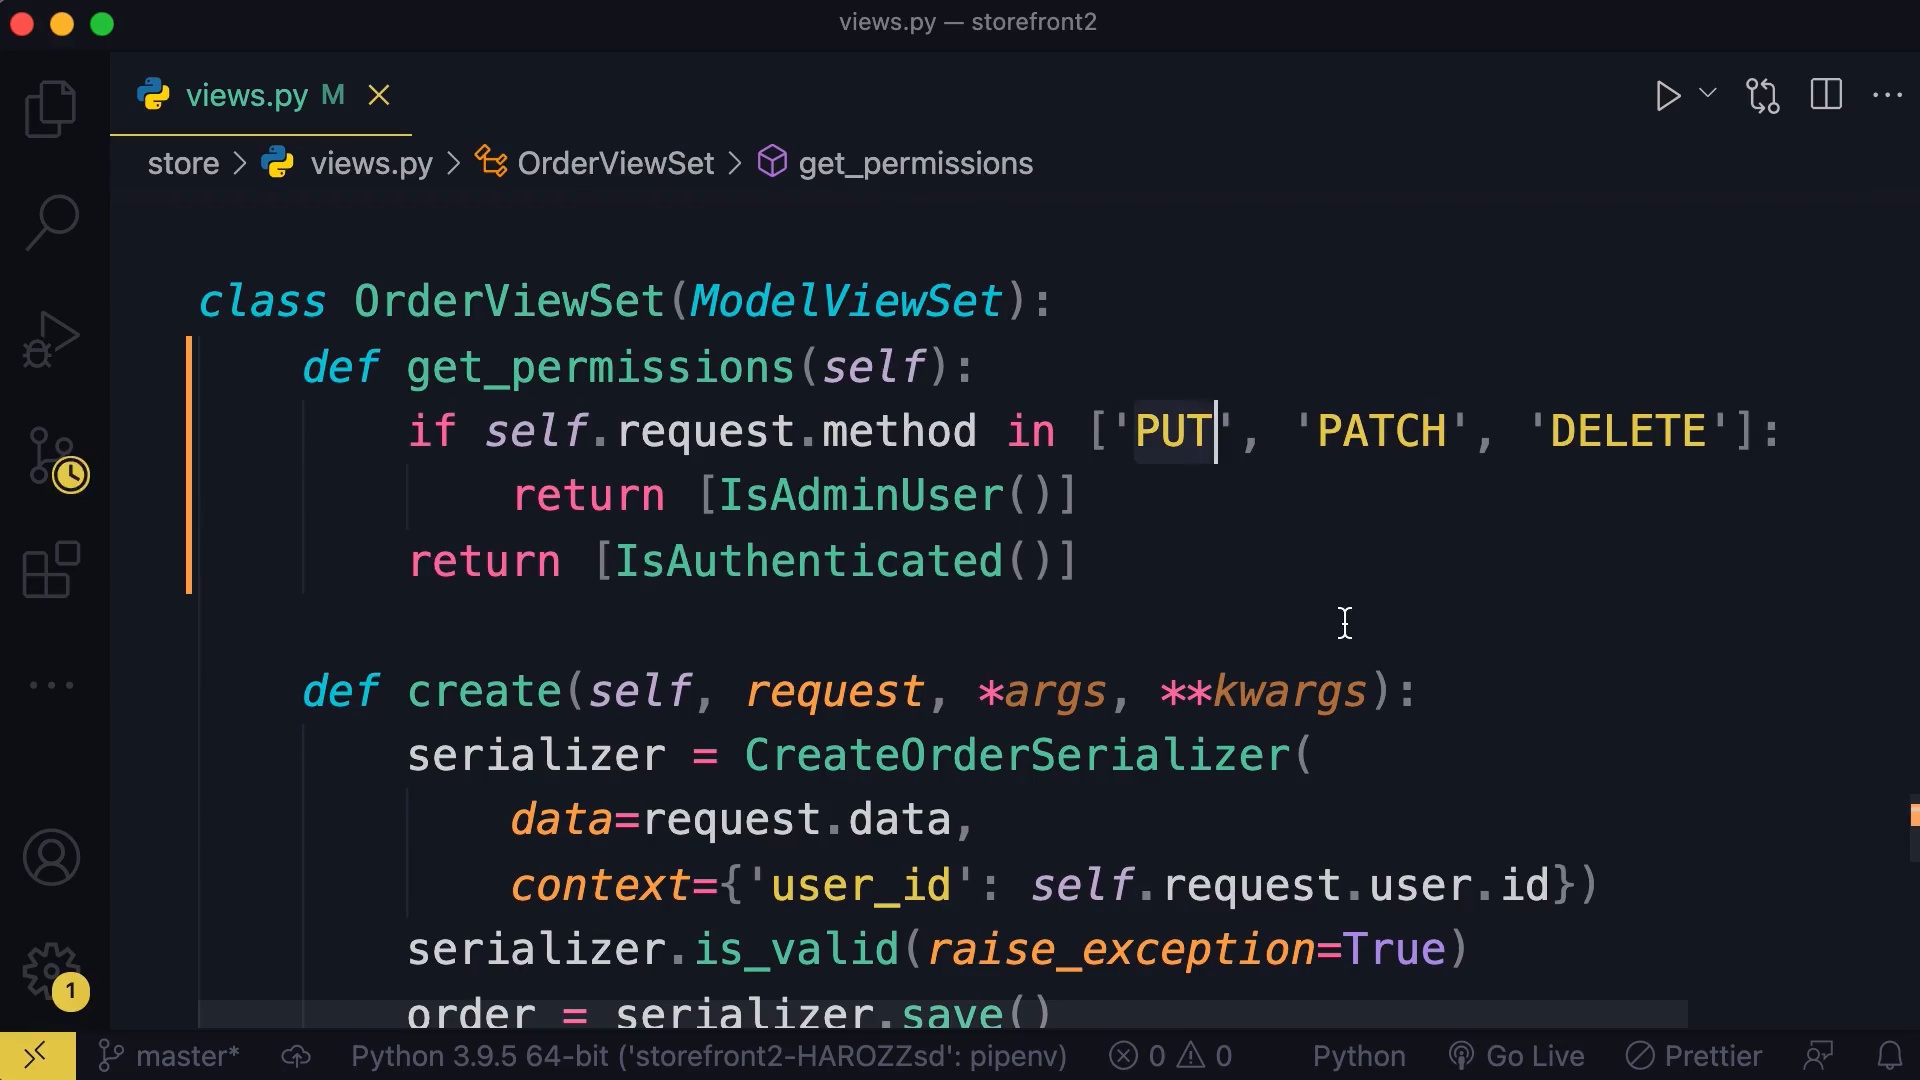 views.py — storefront2
views.py M
store > views.py > OrderViewSet > get_permissions
class OrderViewSet(ModelViewSet):
def get_permissions(self):
if self.request.method in ['PUT', 'PATCH', 'DELETE']:
return [IsAdminUser()]
return [IsAuthenticated()]
def create(self, request, *args, **kwargs):
serializer = CreateOrderSerializer(
data=request.data,
context={'user_id': self.request.user.id})
serializer.is_valid(raise_exception=True)
order = serializer.save()
1
master* Python 3.9.5 64-bit ('storefront2-HAROZZsd': pipenv) 0 0 Python Go Live Prettier